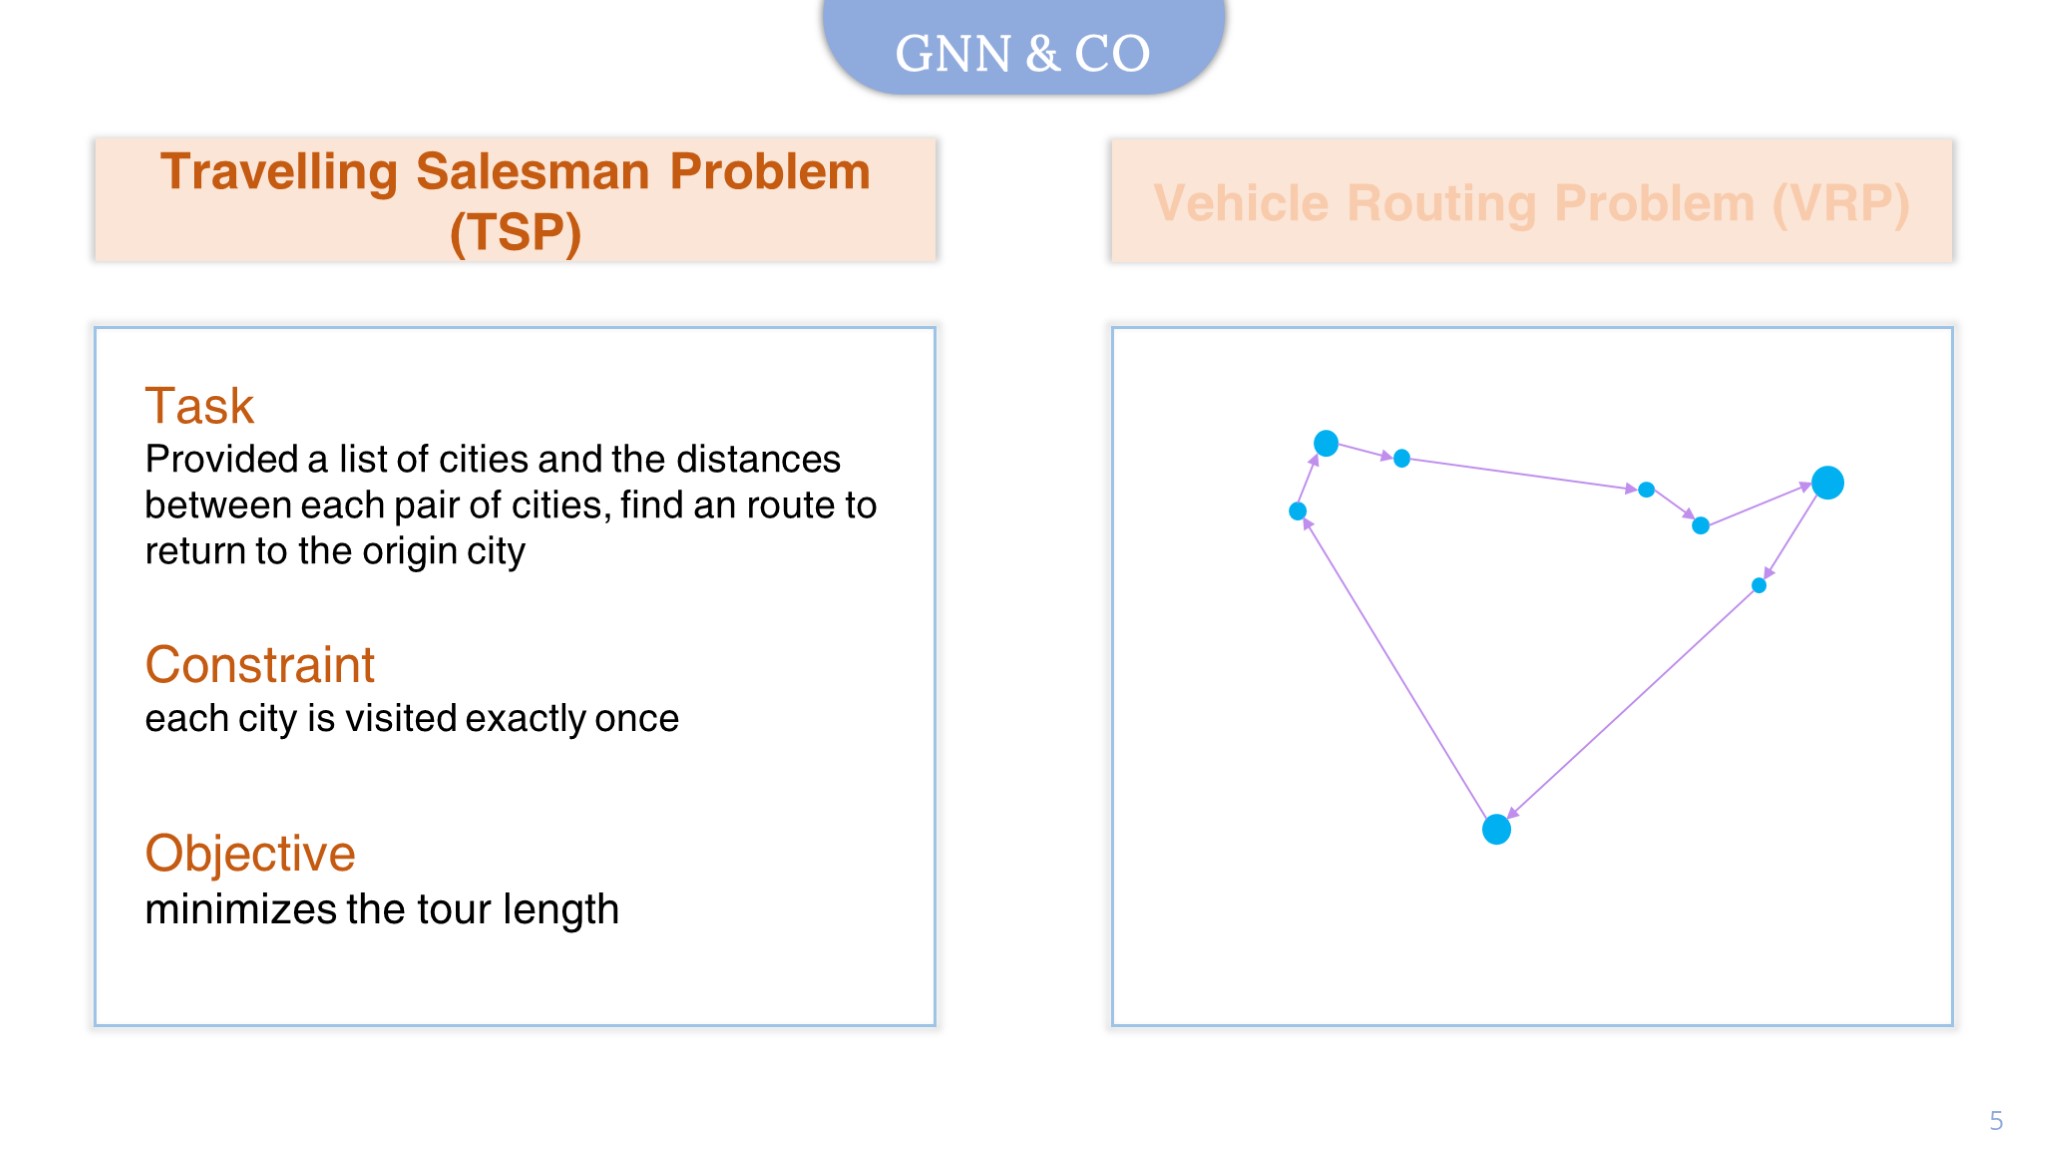 GNN & CO
Travelling Salesman Problem
(TSP)
Vehicle Routing Problem (VRP)
Task
Provided a list of cities and the distances
between each pair of cities, find an route to
return to the origin city
Constraint
each city is visited exactly once
Objective
minimizes the tour length
5